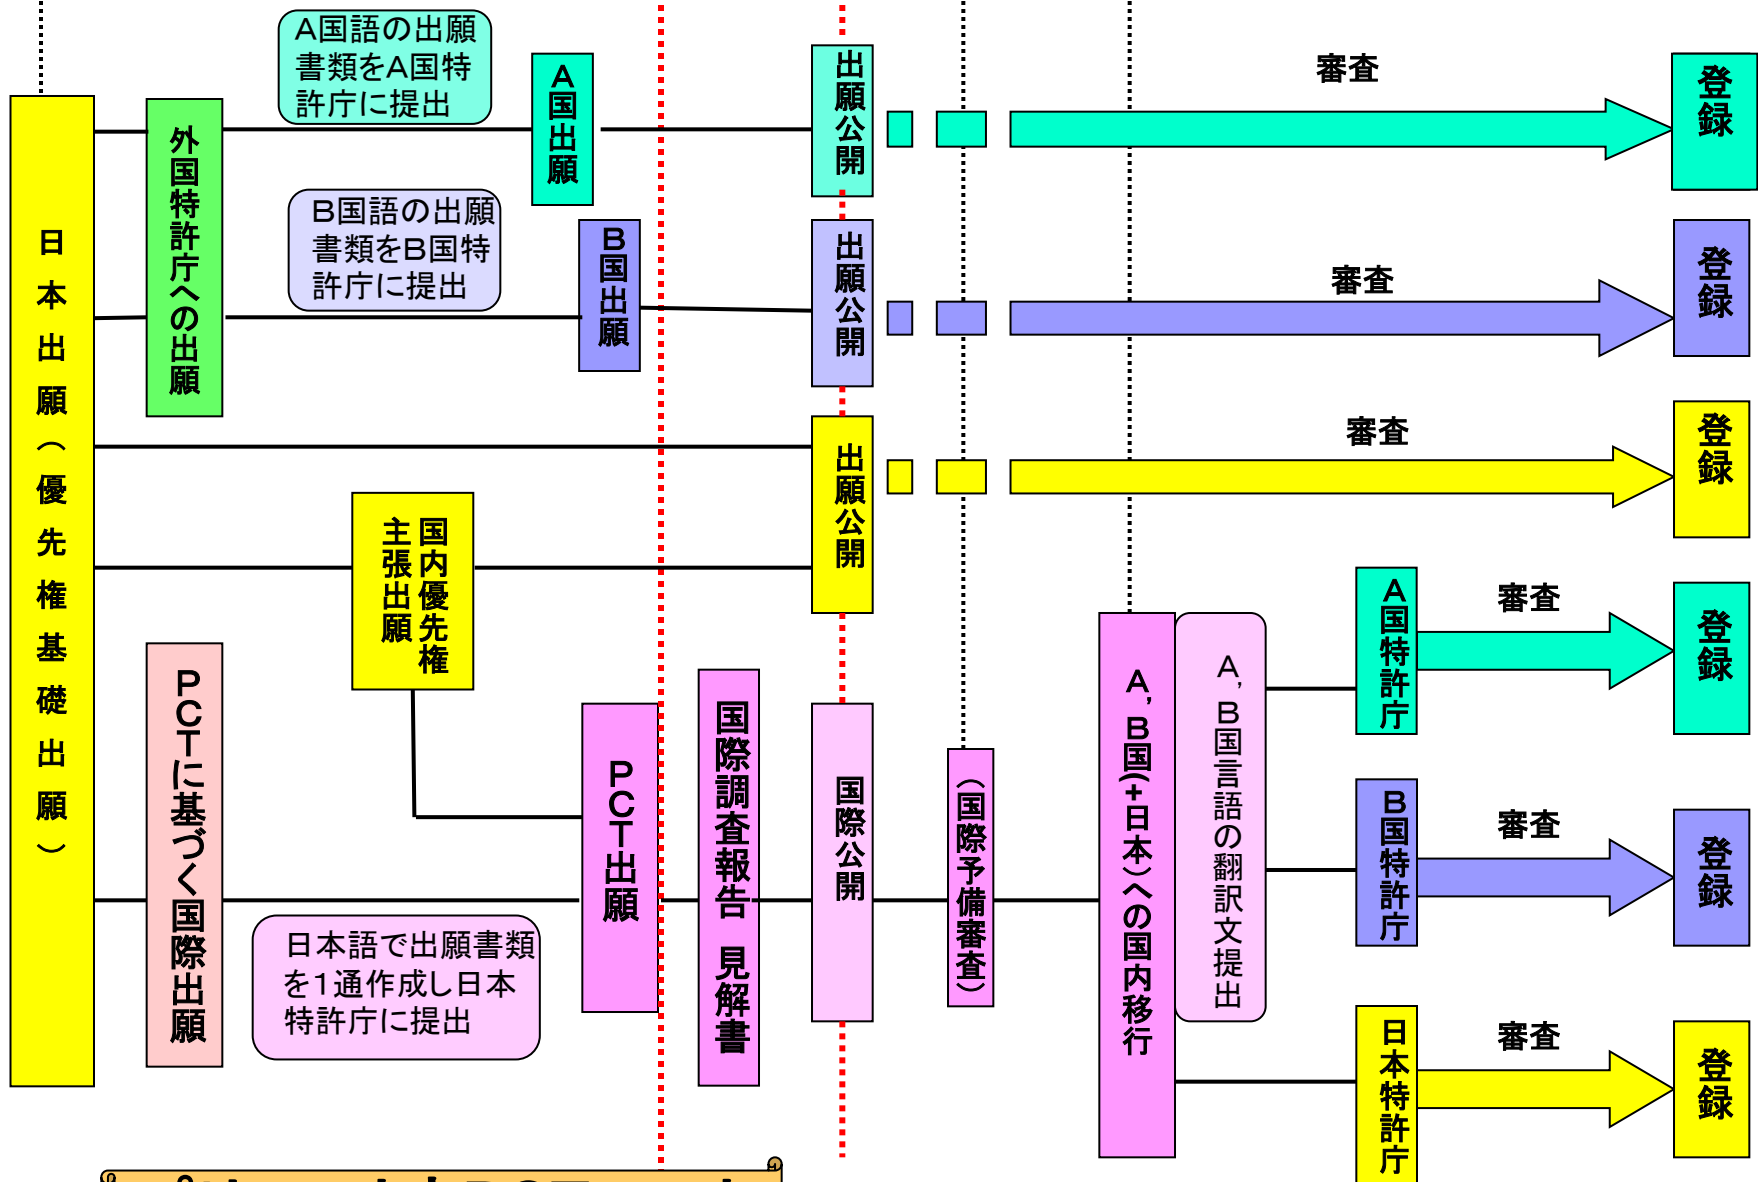 日本出願（優先権基礎出願）
外国特許庁への出願
A国語の出願
書類をA国特
許庁に提出
A国出願
出願公開
審査
登録
B国語の出願
書類をB国特
許庁に提出
B国出願
出願公開
審査
登録
出願公開
審査
登録
国内優先権
主張出願
PCTに基づく国際出願
日本語で出願書類
を1通作成し日本
特許庁に提出
PCT出願
国際調査報告 見解書
国際公開
（国際予備審査）
A,B国(+日本)への国内移行
A,B国言語の翻訳文提出
A国特許庁
審査
登録
B国特許庁
審査
登録
日本特許庁
審査
登録